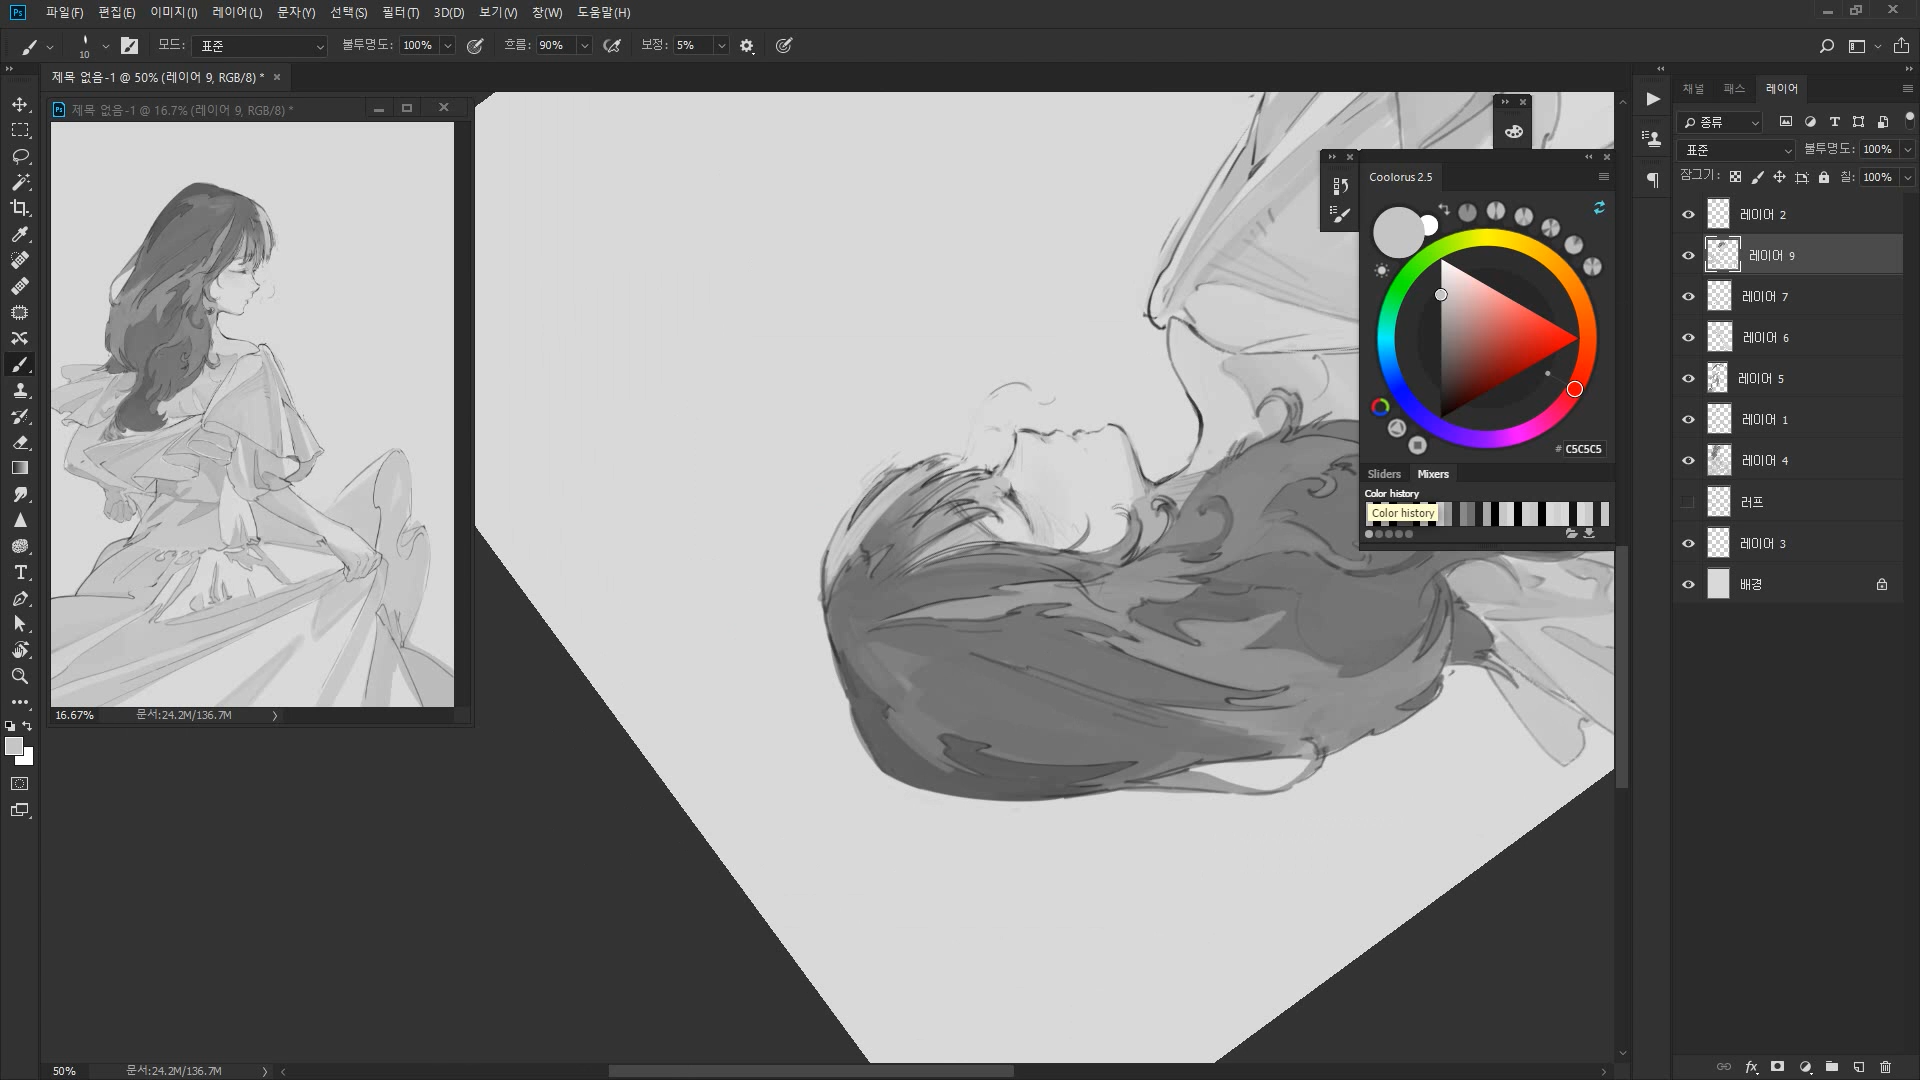 Ps 파일(F) 편집(E) 이미지(I) 레이어(L) 문자(Y) 선택(S) 필터(T) 3D(D) 보기(V) 창(W) 도움말(H)
10 모드: 표준 불투명도: 100% 흐름: 90% 보정: 5%
제목 없음-1 @ 50% (레이어 9, RGB/8) *
Ps 제목 없음-1 @ 16.7% (레이어 9, RGB/8) *
16.67% 문서:24.2M/136.7M
50% 문서:24.2M/136.7M
Coolorus 2.5
# C5C5C5
Sliders Mixers
Color history
Color history
채널 패스 레이어
종류
표준 불투명도: 100%
잠그기: 칠: 100%
레이어 2
레이어 9
레이어 7
레이어 6
레이어 5
레이어 1
레이어 4
러프
레이어 3
배경
fx